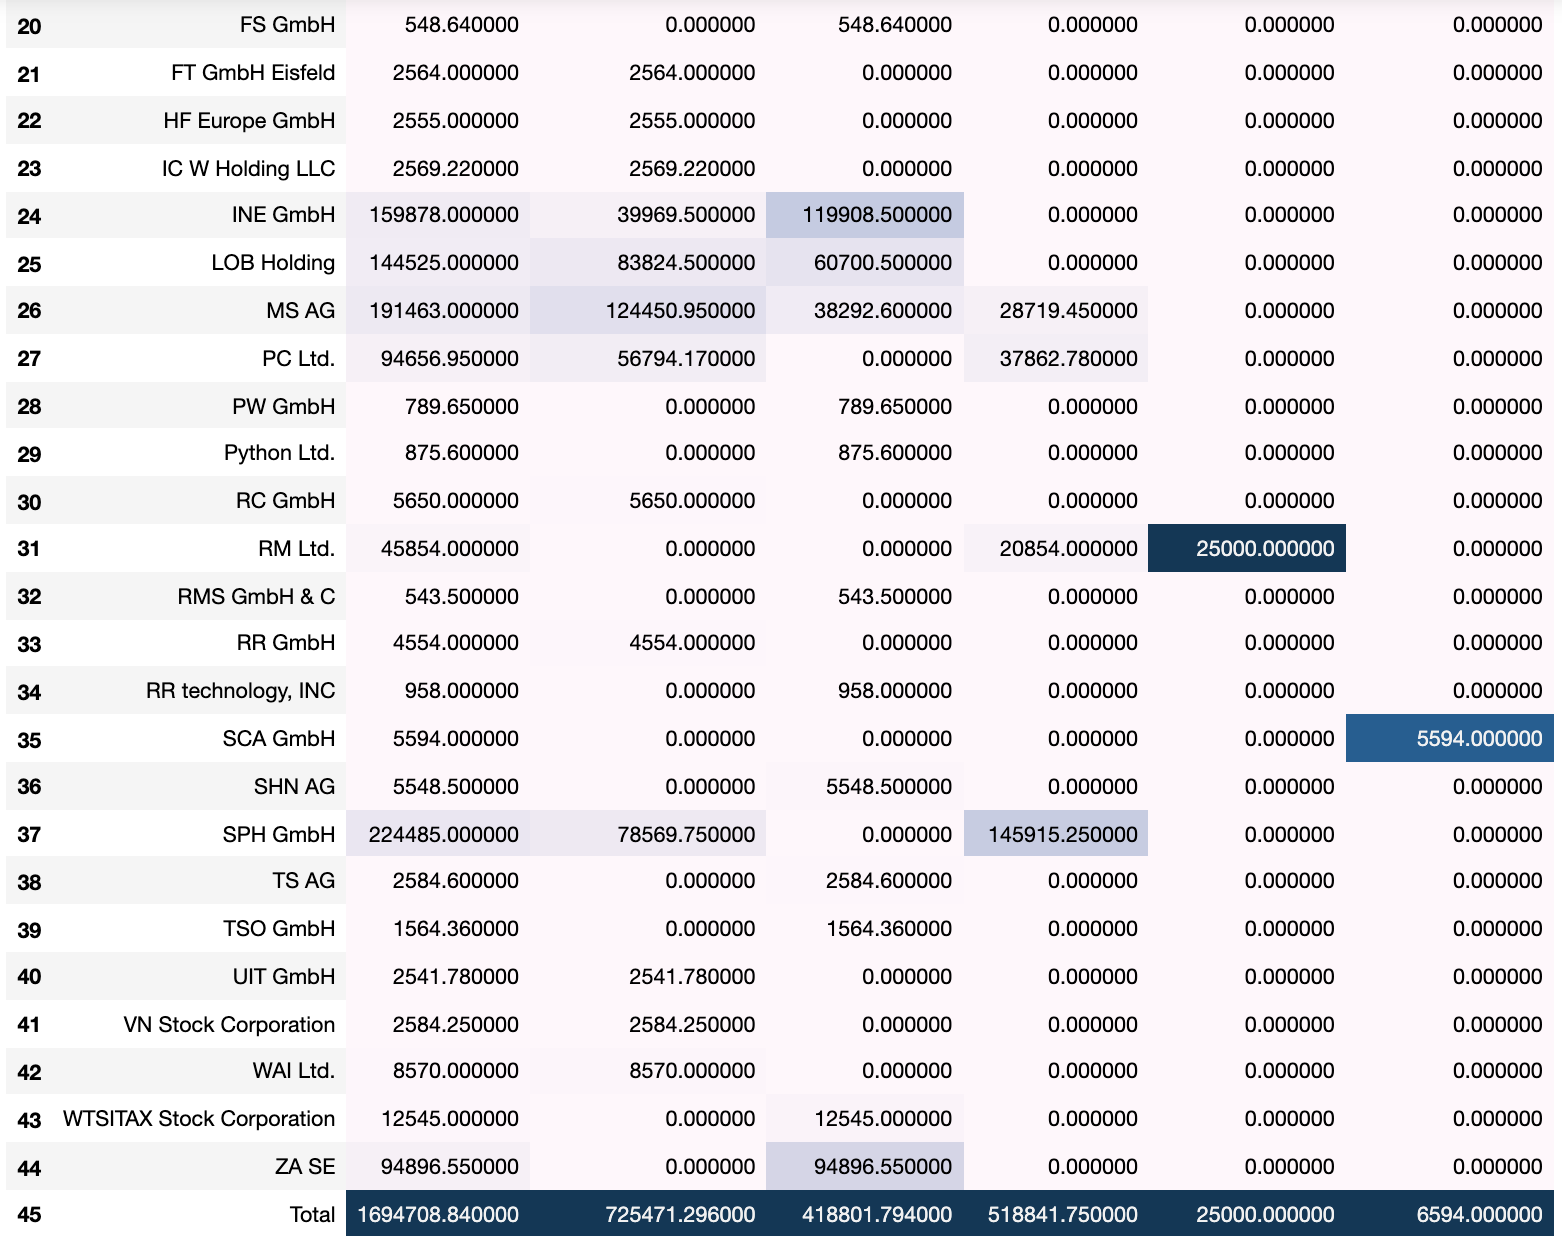 20 FS GmbH 548.640000 0.000000 548.640000 0.000000 0.000000 0.000000
21 FT GmbH Eisfeld 2564.000000 2564.000000 0.000000 0.000000 0.000000 0.000000
22 HF Europe GmbH 2555.000000 2555.000000 0.000000 0.000000 0.000000 0.000000
23 IC W Holding LLC 2569.220000 2569.220000 0.000000 0.000000 0.000000 0.000000
24 INE GmbH 159878.000000 39969.500000 119908.500000 0.000000 0.000000 0.000000
25 LOB Holding 144525.000000 83824.500000 60700.500000 0.000000 0.000000 0.000000
26 MS AG 191463.000000 124450.950000 38292.600000 28719.450000 0.000000 0.000000
27 PC Ltd. 94656.950000 56794.170000 0.000000 37862.780000 0.000000 0.000000
28 PW GmbH 789.650000 0.000000 789.650000 0.000000 0.000000 0.000000
29 Python Ltd. 875.600000 0.000000 875.600000 0.000000 0.000000 0.000000
30 RC GmbH 5650.000000 5650.000000 0.000000 0.000000 0.000000 0.000000
31 RM Ltd. 45854.000000 0.000000 0.000000 20854.000000 25000.000000 0.000000
32 RMS GmbH & C 543.500000 0.000000 543.500000 0.000000 0.000000 0.000000
33 RR GmbH 4554.000000 4554.000000 0.000000 0.000000 0.000000 0.000000
34 RR technology, INC 958.000000 0.000000 958.000000 0.000000 0.000000 0.000000
35 SCA GmbH 5594.000000 0.000000 0.000000 0.000000 0.000000 5594.000000
36 SHN AG 5548.500000 0.000000 5548.500000 0.000000 0.000000 0.000000
37 SPH GmbH 224485.000000 78569.750000 0.000000 145915.250000 0.000000 0.000000
38 TS AG 2584.600000 0.000000 2584.600000 0.000000 0.000000 0.000000
39 TSO GmbH 1564.360000 0.000000 1564.360000 0.000000 0.000000 0.000000
40 UIT GmbH 2541.780000 2541.780000 0.000000 0.000000 0.000000 0.000000
41 VN Stock Corporation 2584.250000 2584.250000 0.000000 0.000000 0.000000 0.000000
42 WAI Ltd. 8570.000000 8570.000000 0.000000 0.000000 0.000000 0.000000
43 WTSITAX Stock Corporation 12545.000000 0.000000 12545.000000 0.000000 0.000000 0.000000
44 ZA SE 94896.550000 0.000000 94896.550000 0.000000 0.000000 0.000000
45 Total 1694708.840000 725471.296000 418801.794000 518841.750000 25000.000000 6594.000000